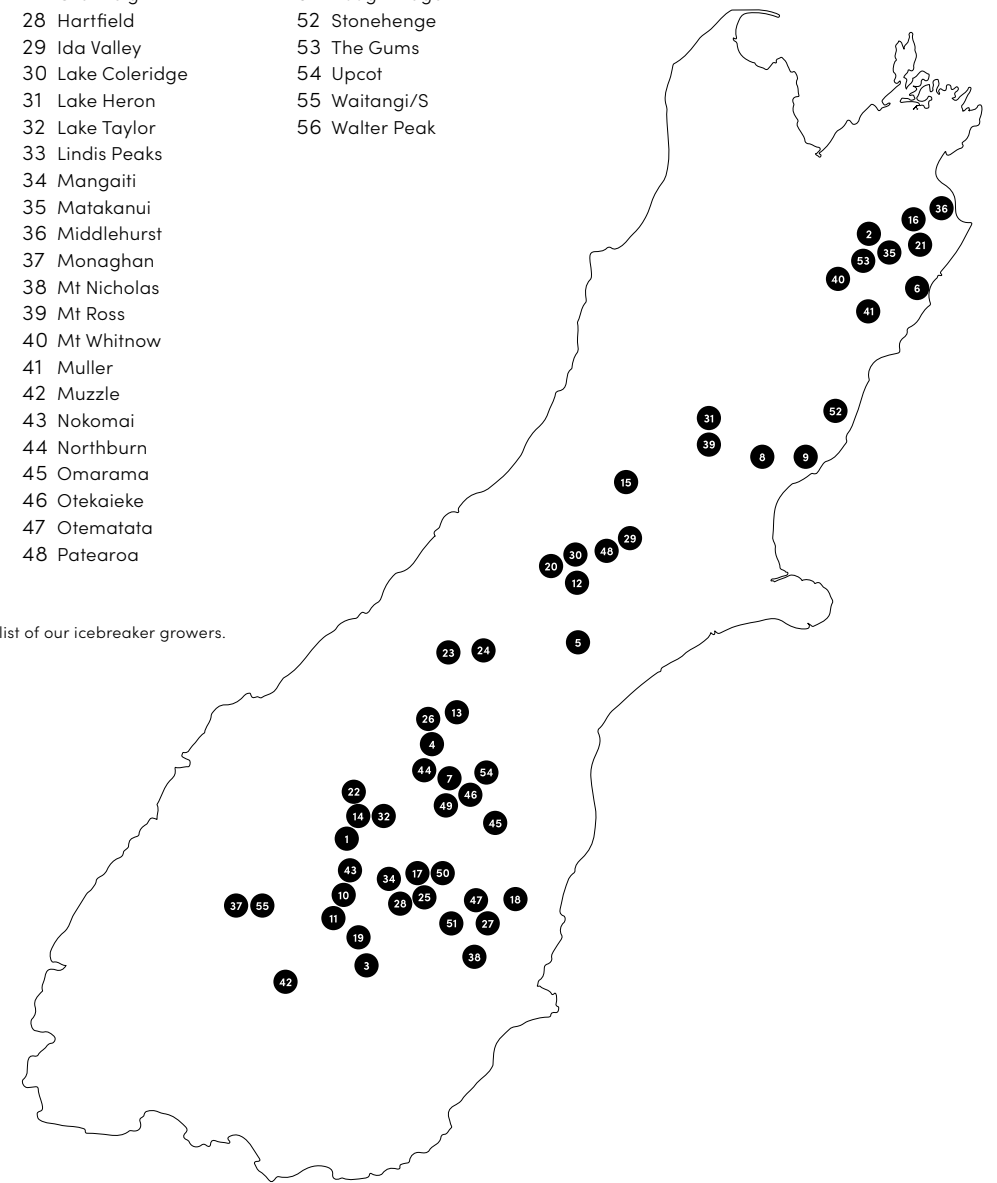 28 Hartfield
29 Ida Valley
30 Lake Coleridge
31 Lake Heron
32 Lake Taylor
33 Lindis Peaks
34 Mangaiti
35 Matakanui
36 Middlehurst
37 Monaghan
38 Mt Nicholas
39 Mt Ross
40 Mt Whitnow
41 Muller
42 Muzzle
43 Nokomai
44 Northburn
45 Omarama
46 Otekaieke
47 Otematata
48 Patearoa
52 Stonehenge
53 The Gums
54 Upcot
55 Waitangi/S
56 Walter Peak
list of our icebreaker growers.
36
16
2
21
35
53
40
6
41
52
31
39
8
9
15
29
48
30
20
12
5
23
24
13
26
4
44
7
54
46
49
45
22
14
32
1
43
34
17
50
10
28
25
47
18
37
55
11
51
27
19
38
3
42